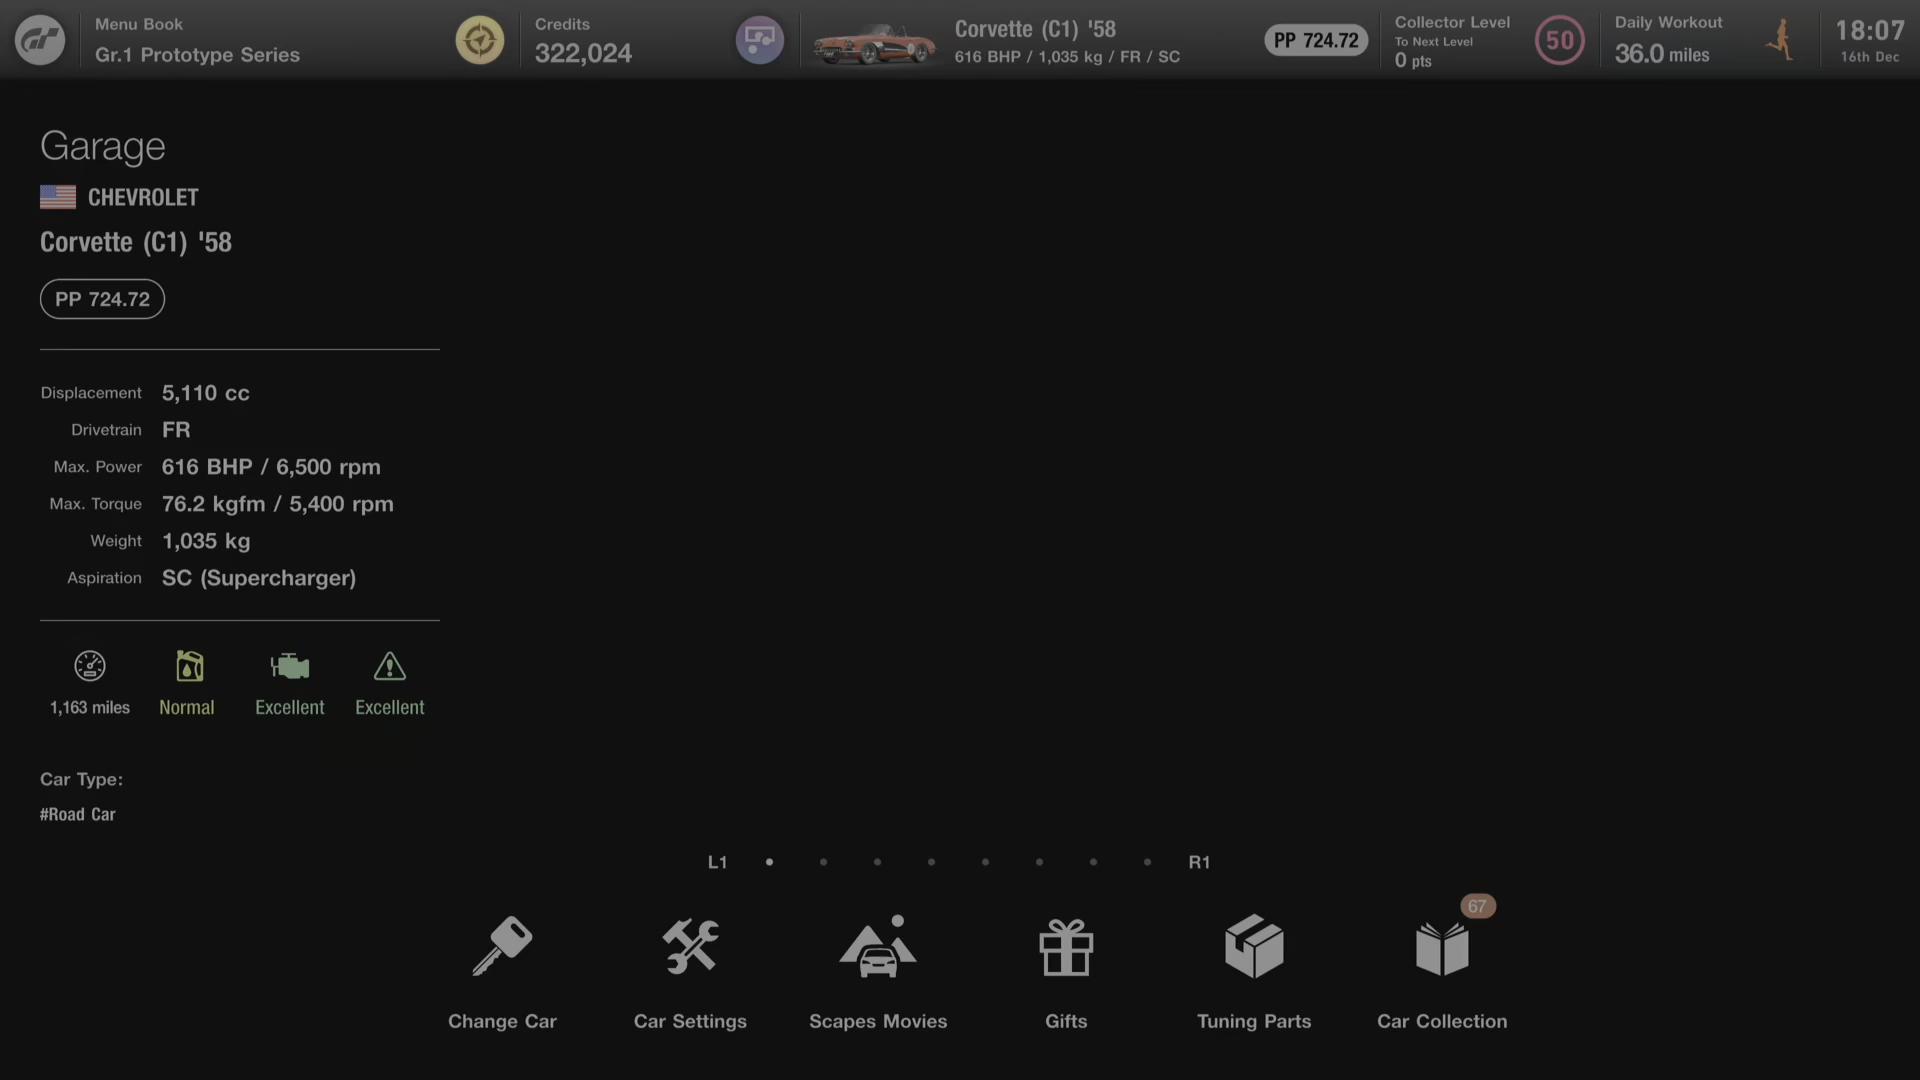 Menu Book
Gr.1 Prototype Series
Credits
322,024
Corvette (C1) '58
616 BHP / 1,035 kg / FR / SC
PP 724.72
Collector Level
To Next Level
0 pts
50
Daily Workout
36.0 miles
18:07
16th Dec
Garage
CHEVROLET
Corvette (C1) '58
PP 724.72
Displacement 5,110 cc
Drivetrain FR
Max. Power 616 BHP / 6,500 rpm
Max. Torque 76.2 kgfm / 5,400 rpm
Weight 1,035 kg
Aspiration SC (Supercharger)
1,163 miles
Normal
Excellent
Excellent
Car Type:
#Road Car
L1
R1
67
Change Car
Car Settings
Scapes Movies
Gifts
Tuning Parts
Car Collection